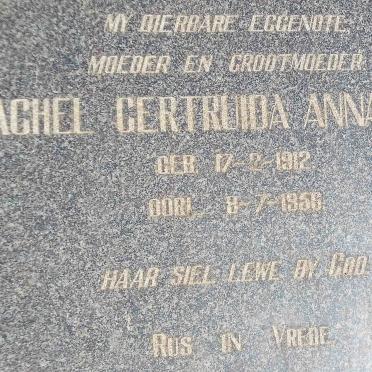 MY DIERBARE EGGENOTE,
MOEDER EN GROOTMOEDER
ACHEL GERTRUIDA ANNA
GEB. 17-2-1912.
OORL. 8-7-1956
HAAR SIEL LEWE BY GOD.
RUS IN VREDE.